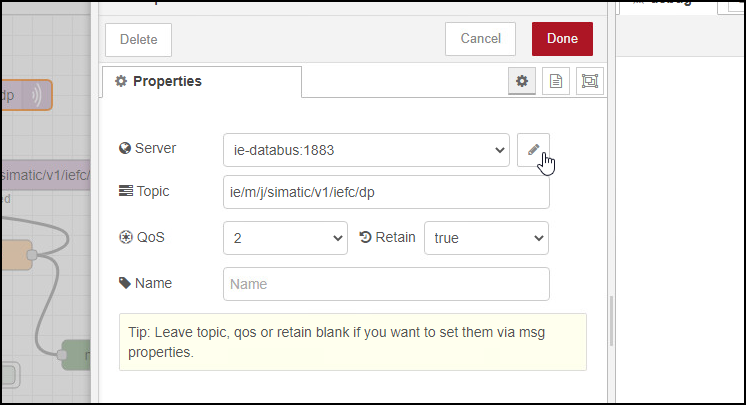 Delete
Cancel
Done
Properties
dp
Server
ie-databus:1883
simatic/v1/iefc/
Topic
ie/m/j/simatic/v1/iefc/dp
ed
QoS
2
Retain
true
Name
Name
Tip: Leave topic, qos or retain blank if you want to set them via msg
properties.